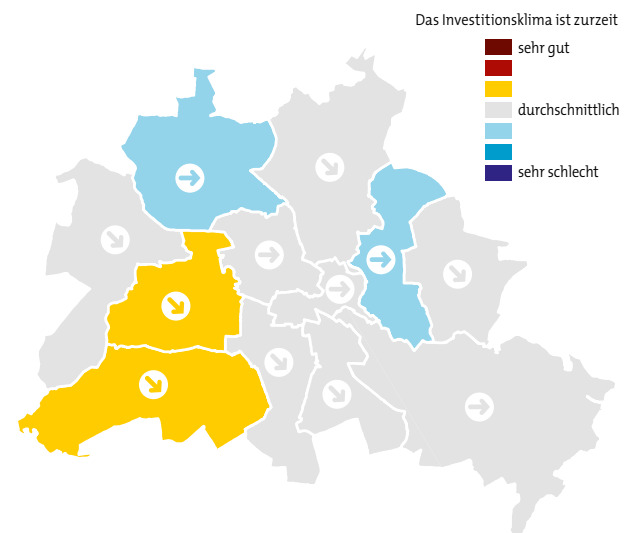 Das Investitionsklima ist zurzeit
sehr gut
durchschnittlich
sehr schlecht